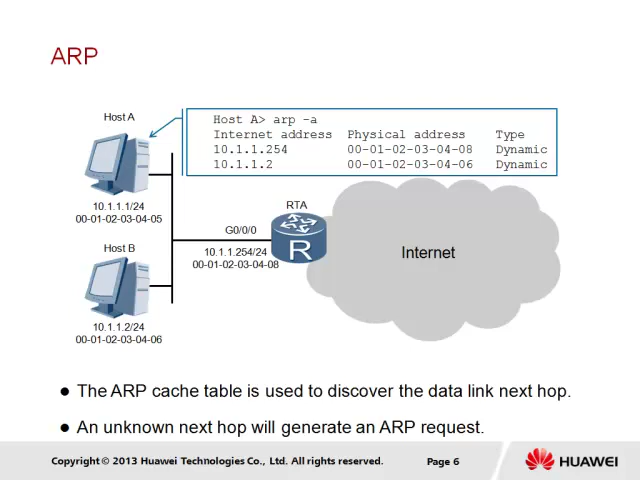 ARP
Host A
Host A> arp -a
Internet address Physical address Type
10.1.1.254 00-01-02-03-04-08 Dynamic
10.1.1.2 00-01-02-03-04-06 Dynamic
10.1.1.1/24
00-01-02-03-04-05
RTA
G0/0/0
R
Internet
Host B
10.1.1.254/24
00-01-02-03-04-08
10.1.1.2/24
00-01-02-03-04-06
● The ARP cache table is used to discover the data link next hop.
● An unknown next hop will generate an ARP request.
Copyright © 2013 Huawei Technologies Co., Ltd. All rights reserved.
Page 6
HUAWEI